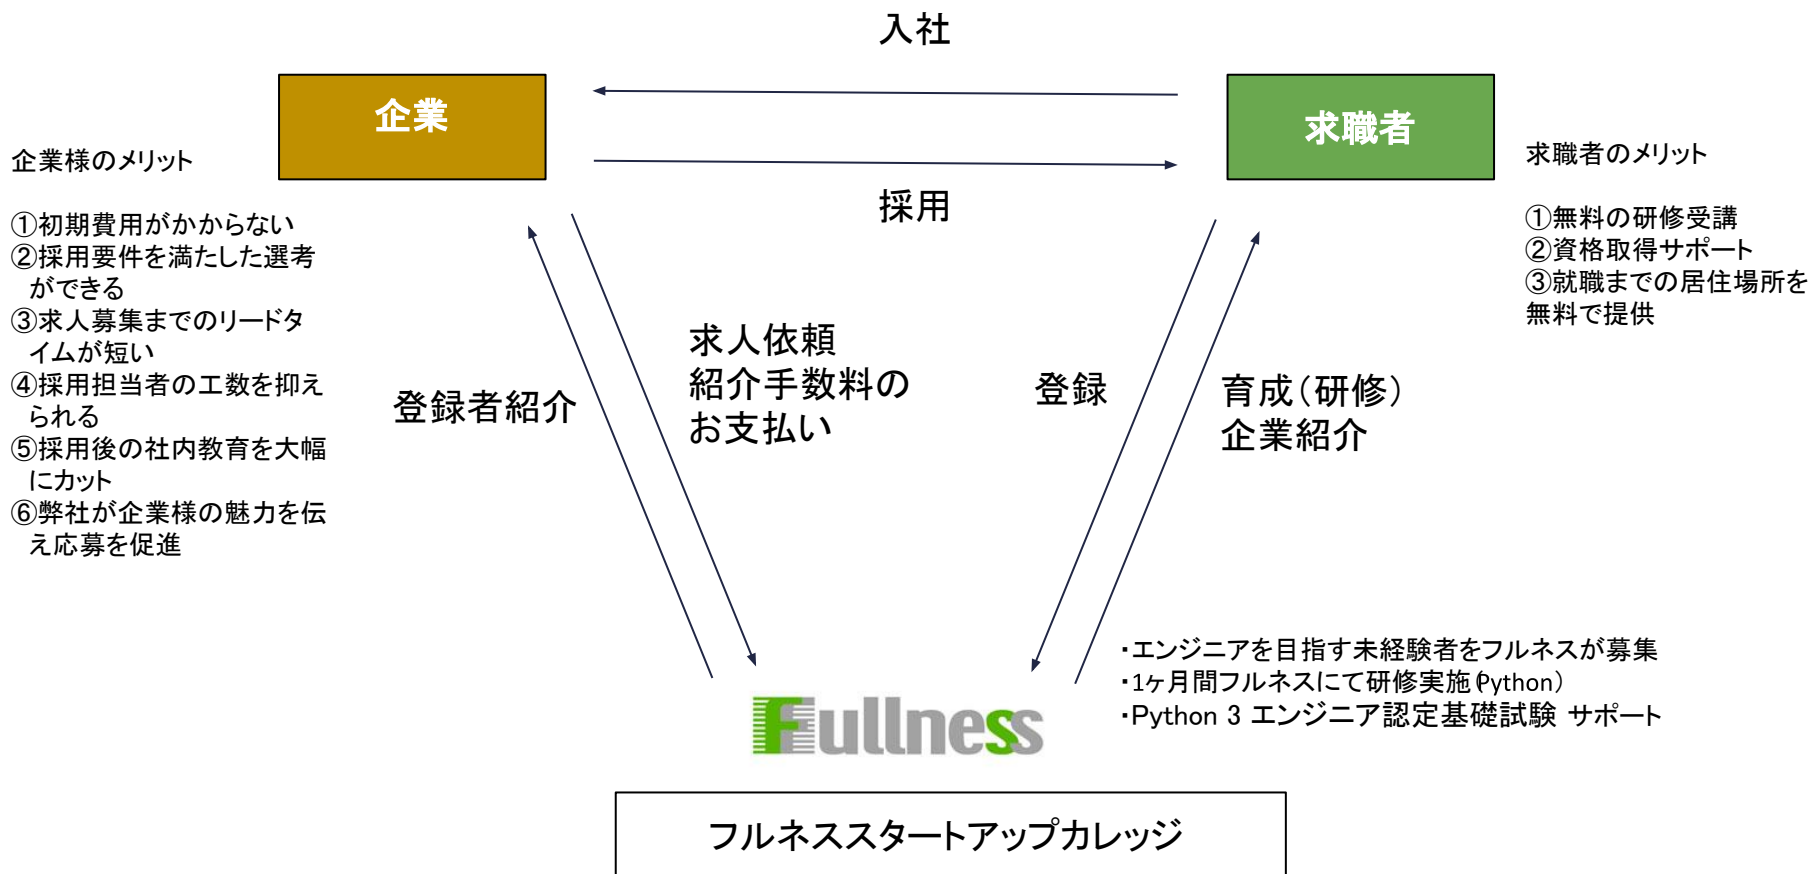 入社
企業
求職者
企業様のメリット
①初期費用がかからない
②採用要件を満たした選考
ができる
③求人募集までのリードタ
イムが短い
④採用担当者の工数を抑え
られる
⑤採用後の社内教育を大幅
にカット
⑥弊社が企業様の魅力を伝
え応募を促進
採用
求職者のメリット
①無料の研修受講
②資格取得サポート
③就職までの居住場所を
無料で提供
登録者紹介
求人依頼
紹介手数料の
お支払い
登録
育成(研修)
企業紹介
・エンジニアを目指す未経験者をフルネスが募集
・1ヶ月間フルネスにて研修実施(Python)
・Python 3 エンジニア認定基礎試験 サポート
Fullness
フルネススタートアップカレッジ